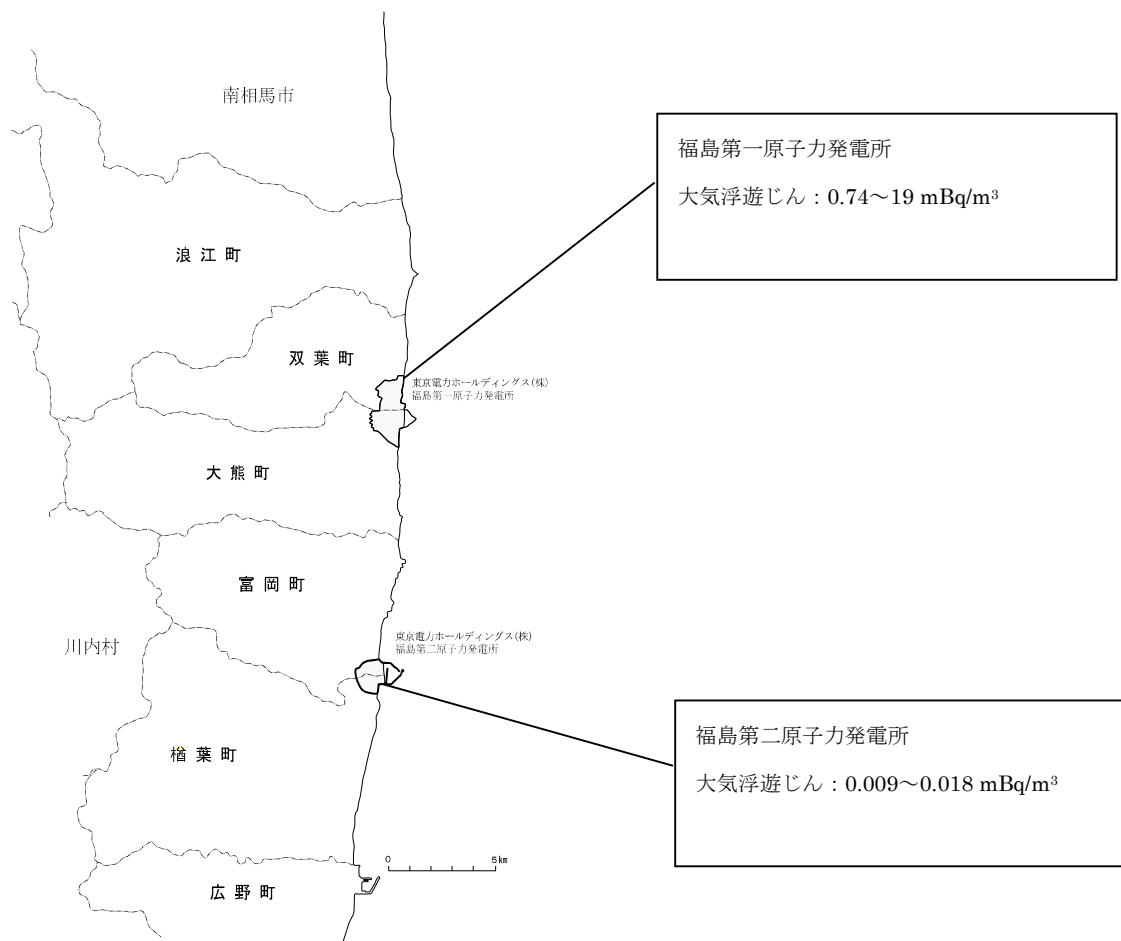 南相馬市
福島第一原子力発電所
大気浮遊じん：0.74～19 mBq/m³
浪江町
双葉町
東京電力ホールディングス(株)
福島第一原子力発電所
大熊町
富岡町
東京電力ホールディングス(株)
福島第二原子力発電所
川内村
福島第二原子力発電所
大気浮遊じん：0.009～0.018 mBq/m³
楢葉町
0 5km
広野町